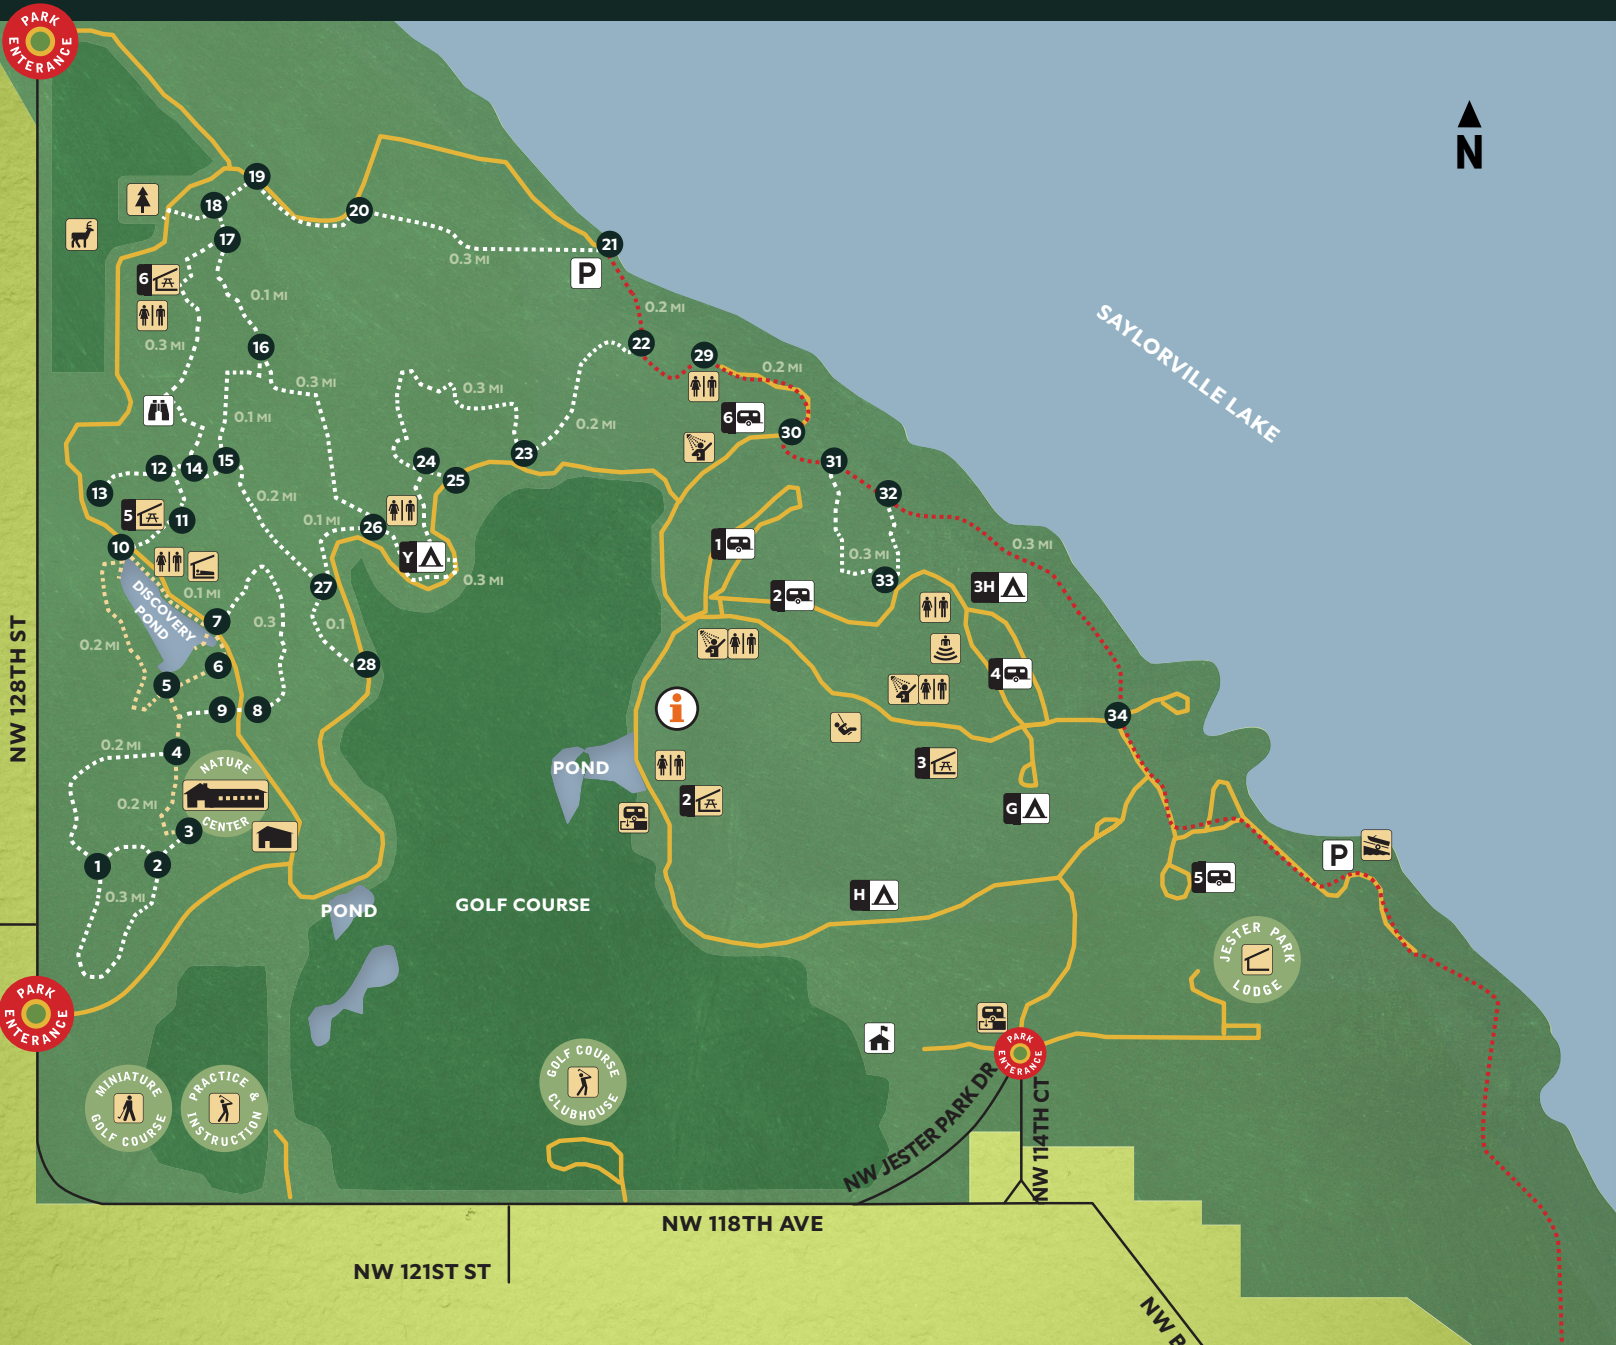 PARK
ENTERANCE
N
19
18
20
17
21
P
0.3 MI
6
0.1 MI
0.2 MI
0.3 MI
16
22
29
0.2 MI
SAYLORVILLE LAKE
0.3 MI
0.3 MI
0.1 MI
0.2 MI
6
30
12
14
15
24
23
31
25
13
0.2 MI
32
5
11
0.1 MI
26
10
Y
1
0.3 MI
0.3 MI
0.3 MI
33
3H
27
2
0.1 MI
DISCOVERY
POND
7
0.3
0.1
0.2 MI
6
28
4
5
NW 128TH ST
9
8
i
34
0.2 MI
4
NATURE
CENTER
POND
3
2
0.2 MI
3
G
1
2
P
5
0.3 MI
H
POND
GOLF COURSE
JESTER PARK
LODGE
PARK
ENTERANCE
PARK
ENTERANCE
MINIATURE
GOLF COURSE
PRACTICE &
INSTRUCTION
GOLF COURSE
CLUBHOUSE
NW JESTER PARK DR
NW 114TH CT
NW 118TH AVE
NW 121ST ST